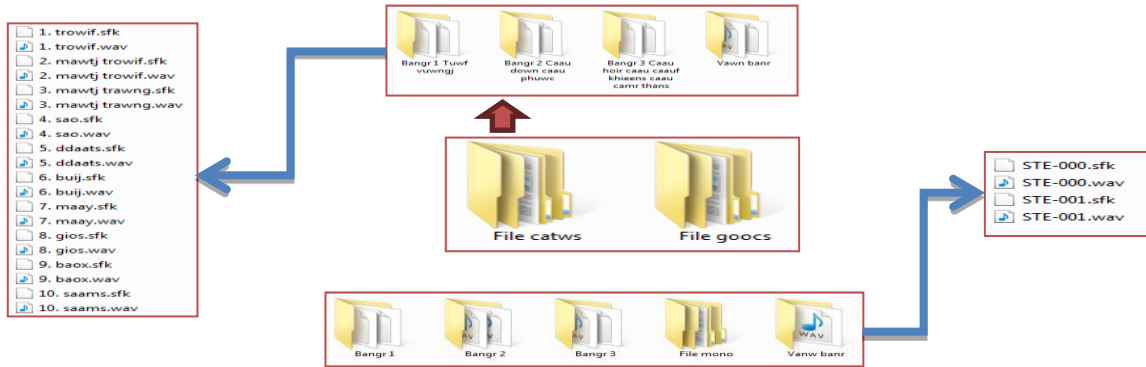 1. trowif.sfk
1. trowif.wav
2. mawtj trowif.sfk
2. mawtj trowif.wav
3. mawtj trawng.sfk
3. mawtj trawng.wav
4. sao.sfk
4. sao.wav
5. ddaats.sfk
5. ddaats.wav
6. buij.sfk
6. buij.wav
7. maay.sfk
7. maay.wav
8. gios.sfk
8. gios.wav
9. baox.sfk
9. baox.wav
10. saams.sfk
10. saams.wav
Bangr 1 Tuwf
vuwngj
Bangr 2 Caau
down caau
phuwc
Bangr 3 Caau
hoir caau caauf
khieens caau
camr thans
Vawn banr
File catws
File goocs
STE-000.sfk
STE-000.wav
STE-001.sfk
STE-001.wav
Bangr 1
Bangr 2
Bangr 3
File mono
Vanw banr
WAV